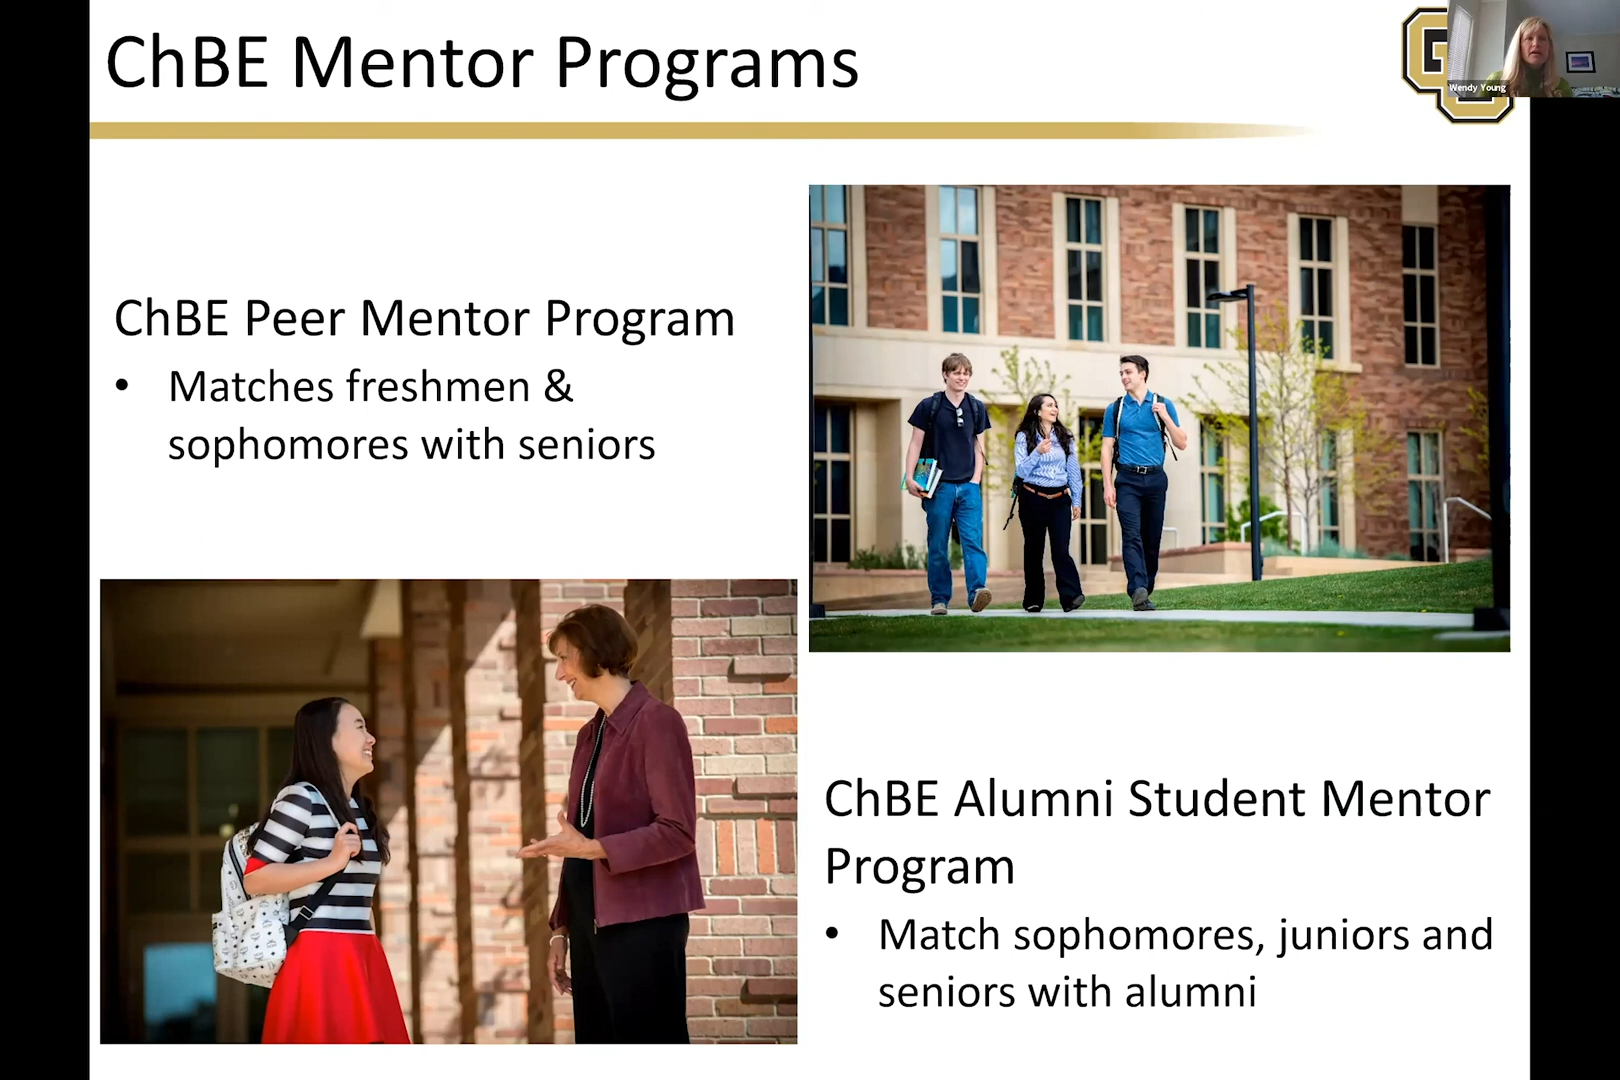 ChBE Mentor Programs
Wendy Young
ChBE Peer Mentor Program
• Matches freshmen &
sophomores with seniors
ChBE Alumni Student Mentor
Program
• Match sophomores, juniors and
seniors with alumni